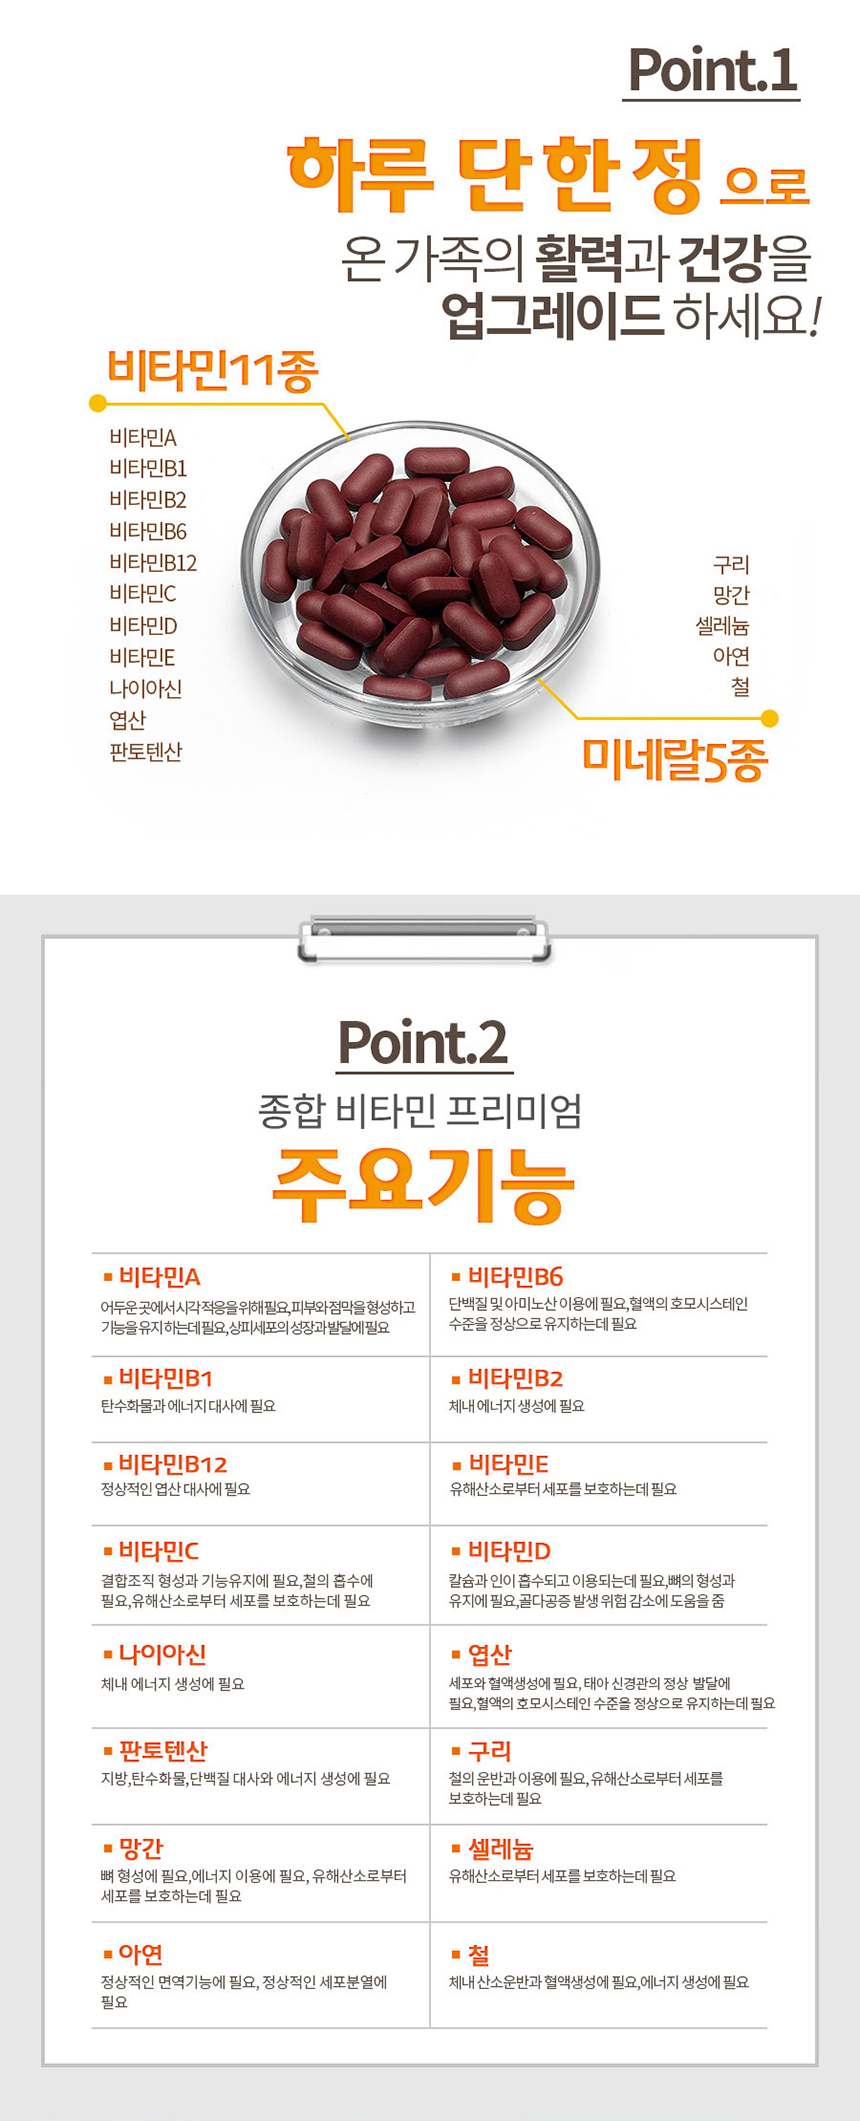 Point.1
하루 단 한 정 으로
온 가족의 활력과 건강을
업그레이드 하세요!
비타민11종
비타민A
비타민B1
비타민B2
비타민B6
비타민B12
비타민C
비타민D
비타민E
나이아신
엽산
판토텐산
구리
망간
셀레늄
아연
철
미네랄5종
Point.2
종합 비타민 프리미엄
주요기능
비타민A
어두운 곳에서 시각 적응을 위해 필요,피부와 점막을 형성하고
기능을 유지하는데 필요,상피세포의 성장과 발달에 필요
비타민B6
단백질 및 아미노산 이용에 필요,혈액의 호모시스테인
수준을 정상으로 유지하는데 필요
비타민B1
탄수화물과 에너지 대사에 필요
비타민B2
체내 에너지 생성에 필요
비타민B12
정상적인 엽산 대사에 필요
비타민E
유해산소로부터 세포를 보호하는데 필요
비타민C
결합조직 형성과 기능유지에 필요,철의 흡수에
필요,유해산소로부터 세포를 보호하는데 필요
비타민D
칼슘과 인이 흡수되고 이용되는데 필요,뼈의 형성과
유지에 필요,골다공증 발생 위험 감소에 도움을 줌
나이아신
체내 에너지 생성에 필요
엽산
세포와 혈액생성에 필요, 태아 신경관의 정상 발달에
필요,혈액의 호모시스테인 수준을 정상으로 유지하는데 필요
판토텐산
지방,탄수화물,단백질 대사와 에너지 생성에 필요
구리
철의 운반과 이용에 필요, 유해산소로부터 세포를
보호하는데 필요
망간
뼈 형성에 필요,에너지 이용에 필요, 유해산소로부터
세포를 보호하는데 필요
셀레늄
유해산소로부터 세포를 보호하는데 필요
아연
정상적인 면역기능에 필요, 정상적인 세포분열에
필요
철
체내 산소운반과 혈액생성에 필요,에너지 생성에 필요